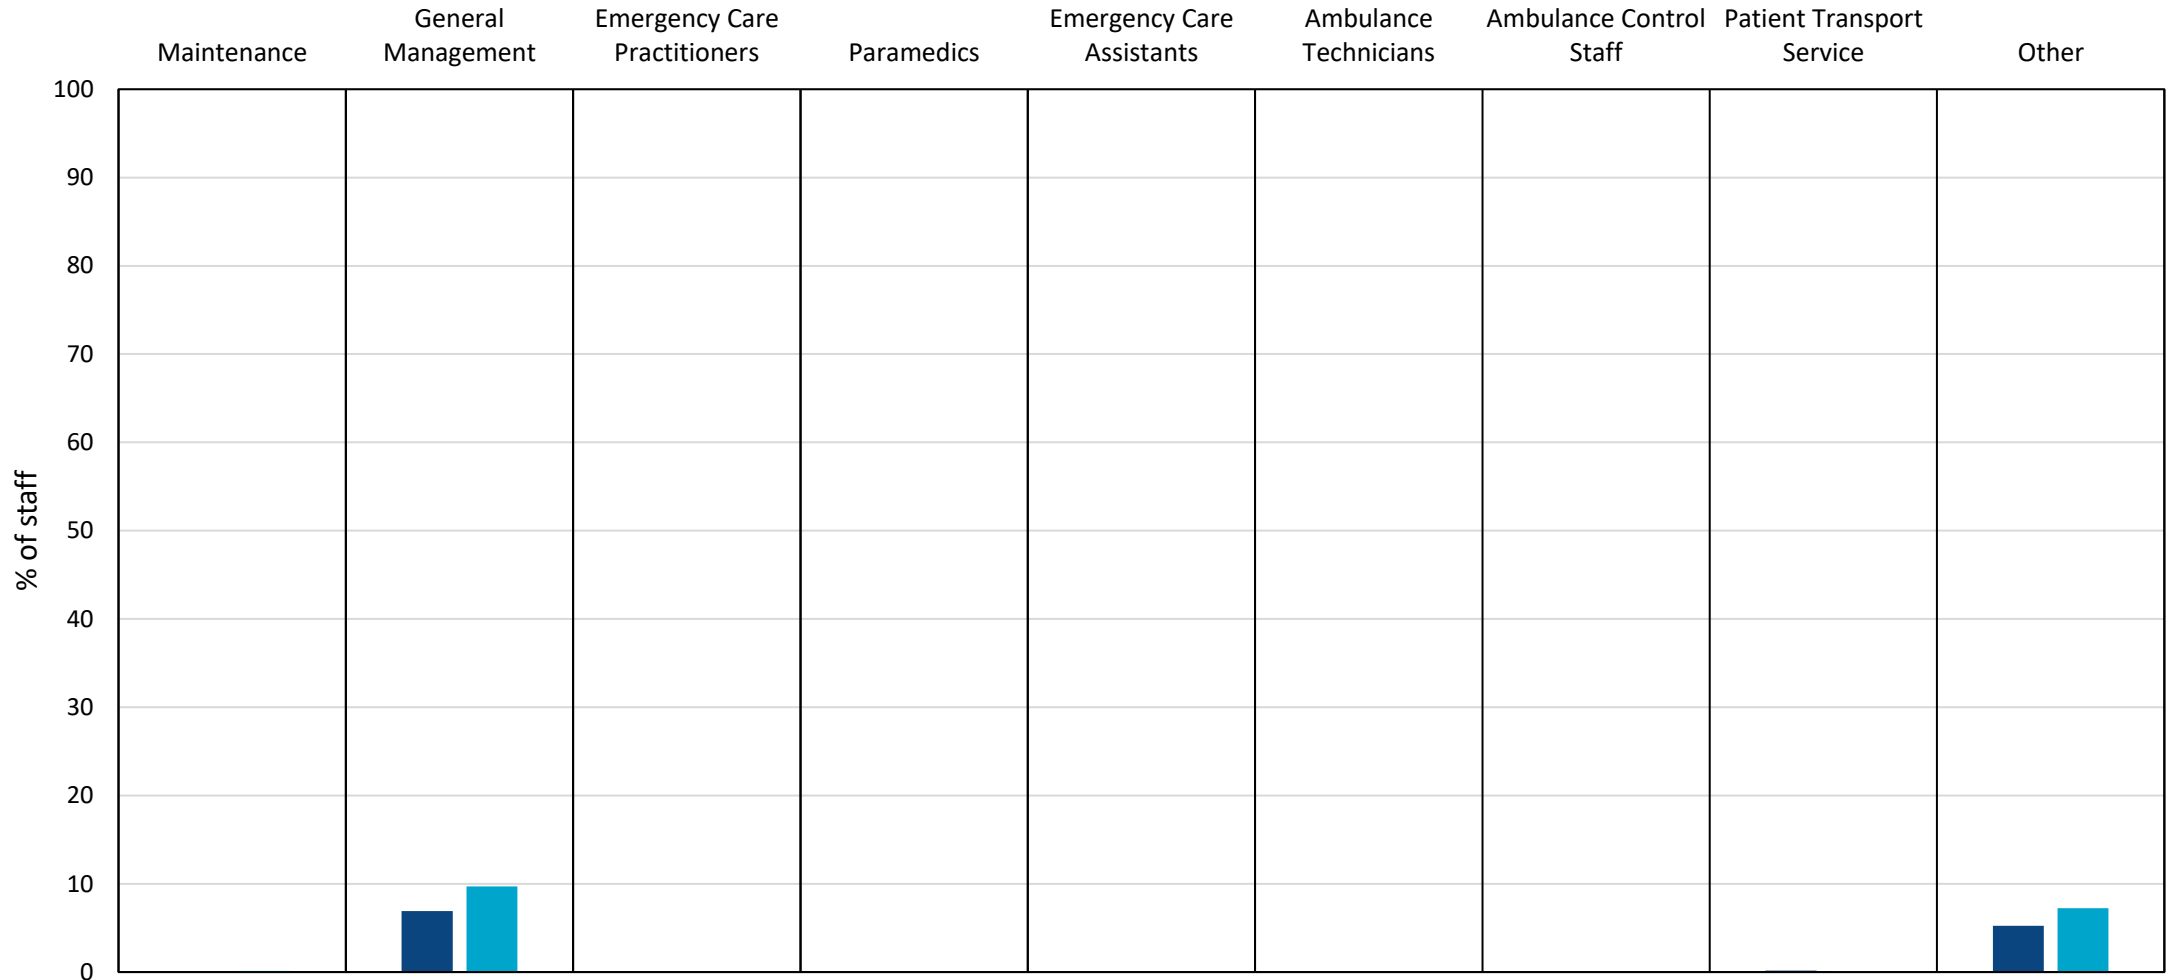 Maintenance
General
Management
Emergency Care
Practitioners
Paramedics
Emergency Care
Assistants
Ambulance
Technicians
Ambulance Control
Staff
Patient Transport
Service
Other
% of staff
100
90
80
70
60
50
40
30
20
10
0